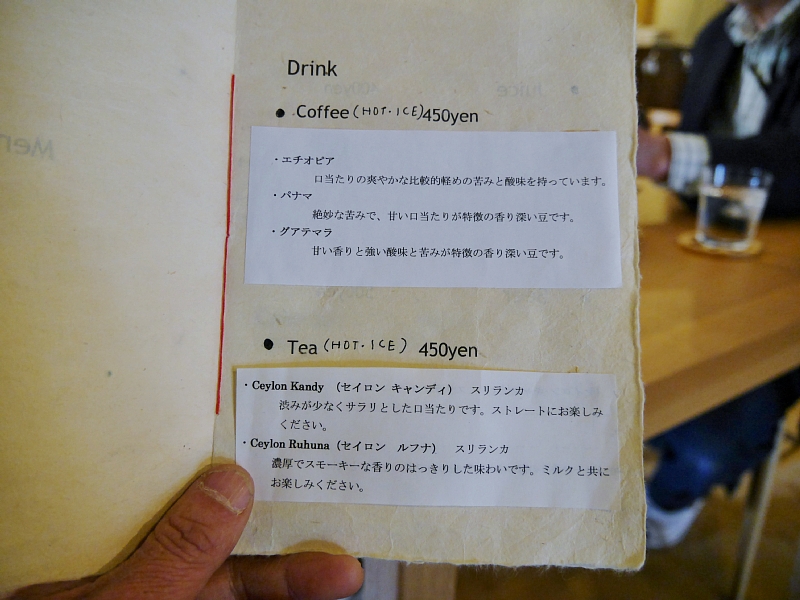 Drink
● Coffee (HOT・ICE) 450yen
・エチオピア
口当たりの爽やかな比較的軽めの苦みと酸味を持っています。
・パナマ
絶妙な苦みで、甘い口当たりが特徴の香り深い豆です。
・グアテマラ
甘い香りと強い酸味と苦みが特徴の香り深い豆です。
● Tea (HOT・ICE) 450yen
・Ceylon Kandy （セイロン キャンディ） スリランカ
渋みが少なくサラリとした口当たりです。ストレートにお楽しみ
ください。
・Ceylon Ruhuna（セイロン ルフナ） スリランカ
濃厚でスモーキーな香りのはっきりした味わいです。ミルクと共に
お楽しみください。